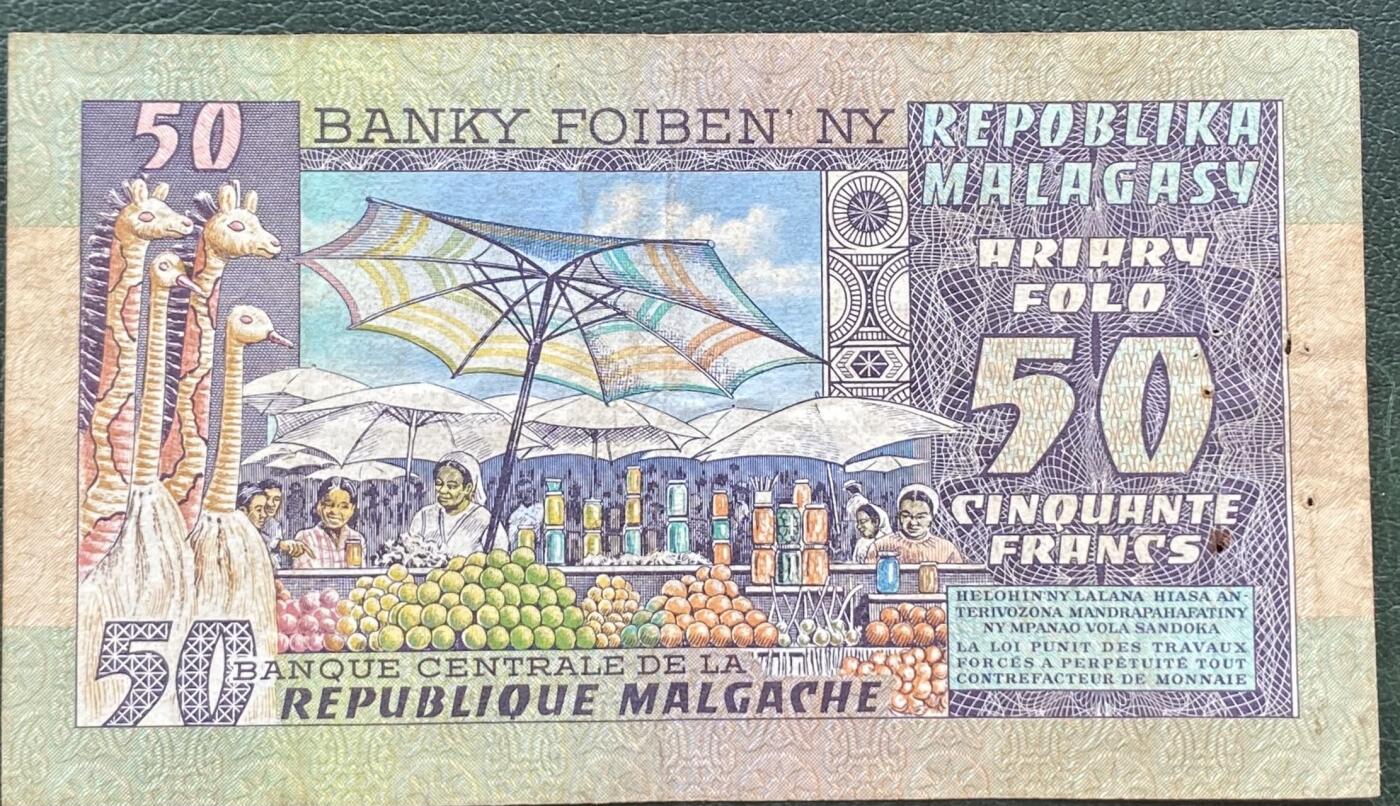 50
BANKY FOIBEN' NY
REPOBLIKA
MALAGASY
ARIARY
FOLO
50
CINQUANTE
FRANCS
HELOHIN'NY LALANA HIASA AN-
TERIVOZONA MANDRAPAHAFATINY
NY MPANAO VOLA SANDOKA
LA LOI PUNIT DES TRAVAUX
FORCÉS A PERPÉTUITÉ TOUT
CONTREFACTEUR DE MONNAIE
50
BANQUE CENTRALE DE LA
REPUBLIQUE MALGACHE